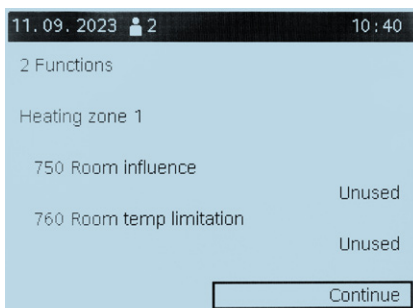 11.09.2023 2 10:40
2 Functions
Heating zone 1
750 Room influence
Unused
760 Room temp limitation
Unused
Continue